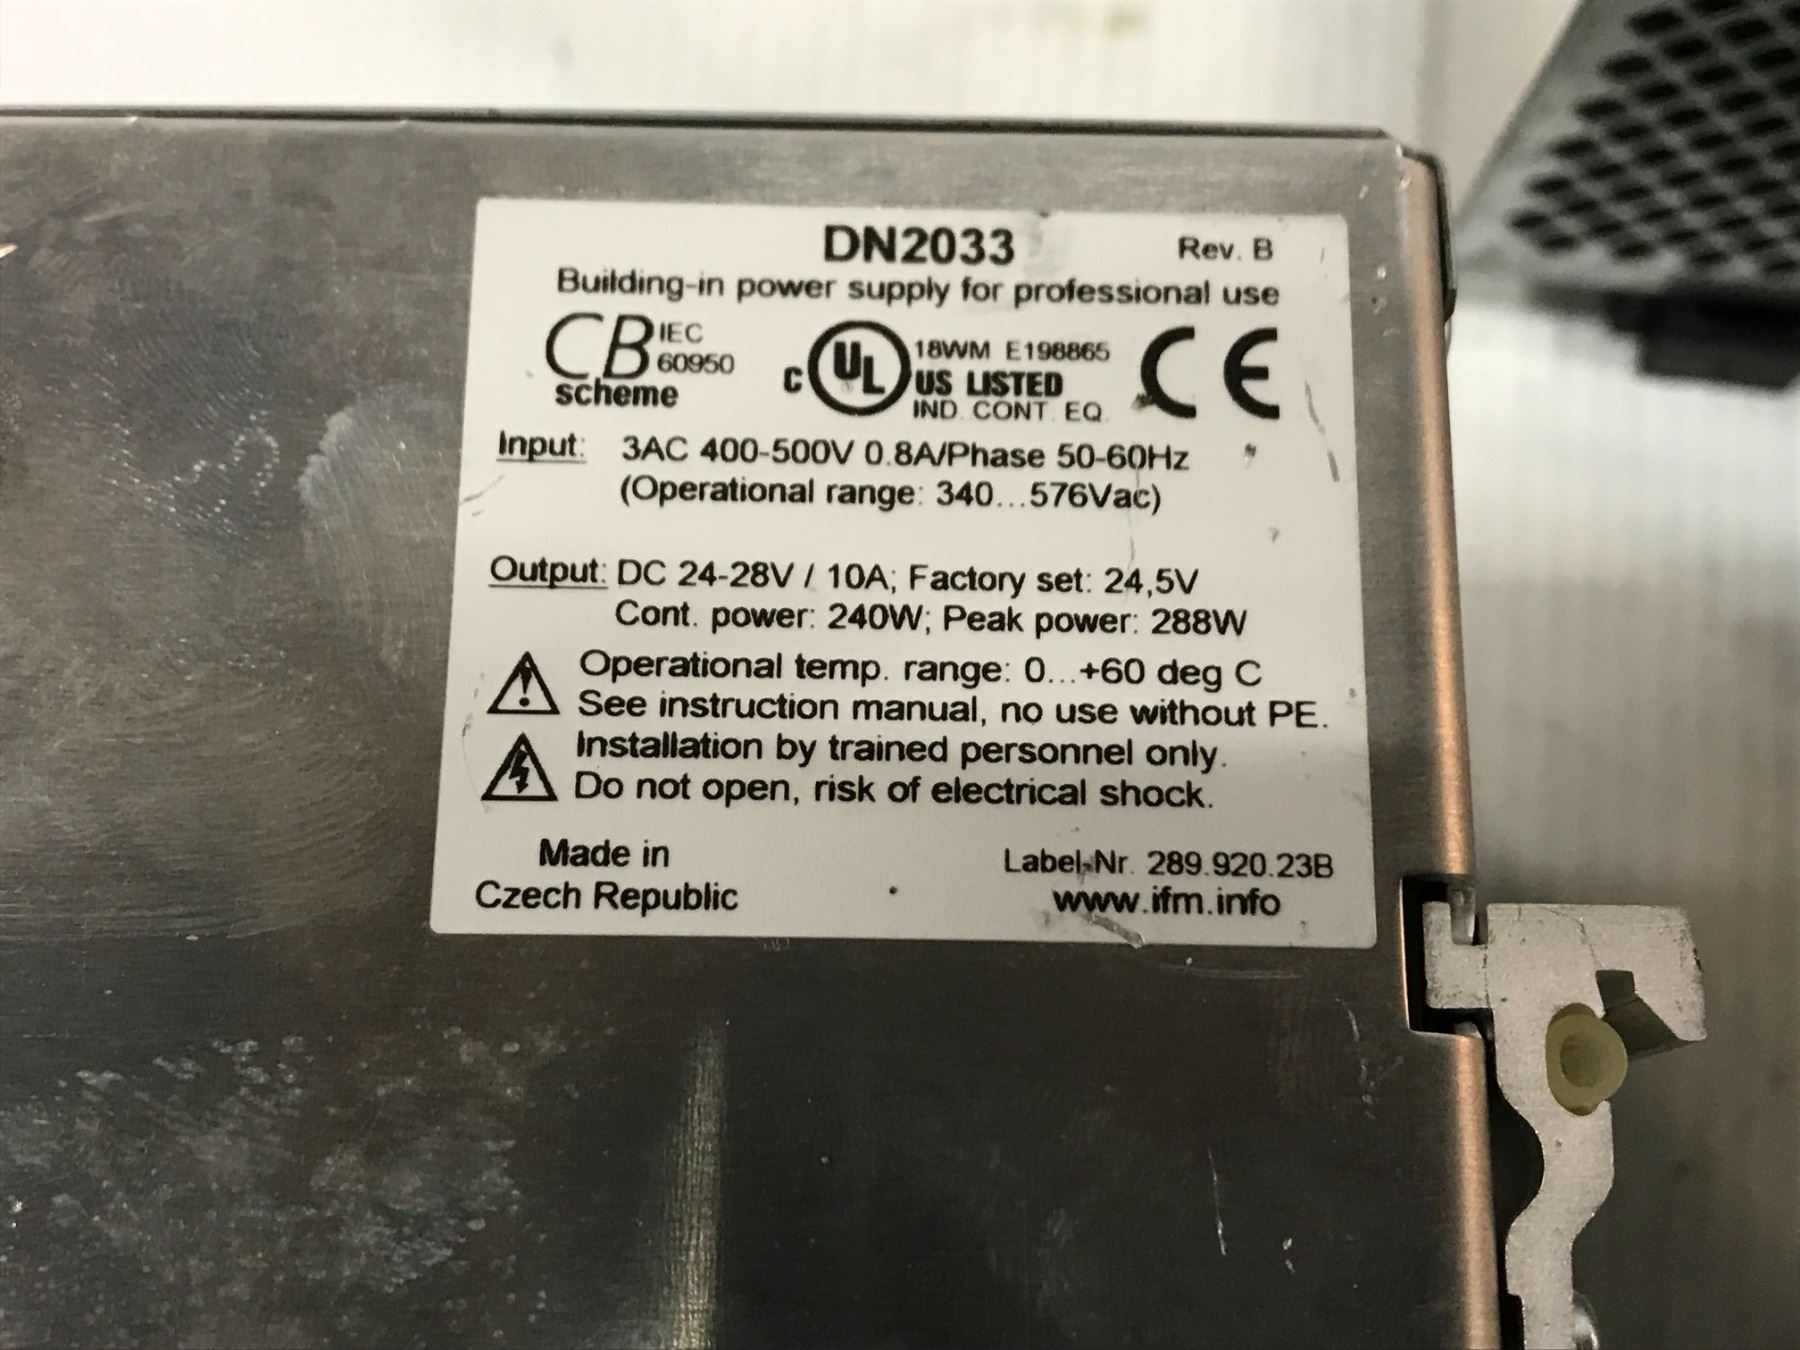 DN2033 Rev. B
Building-in power supply for professional use
CB IEC 60950 scheme
C UL US LISTED 18WM E198865 IND. CONT. EQ.
CE
Input: 3AC 400-500V 0.8A/Phase 50-60Hz
(Operational range: 340...576Vac)
Output: DC 24-28V / 10A; Factory set: 24,5V
Cont. power: 240W; Peak power: 288W
Operational temp. range: 0...+60 deg C
See instruction manual, no use without PE.
Installation by trained personnel only.
Do not open, risk of electrical shock.
Made in
Czech Republic
Label-Nr. 289.920.23B
www.ifm.info